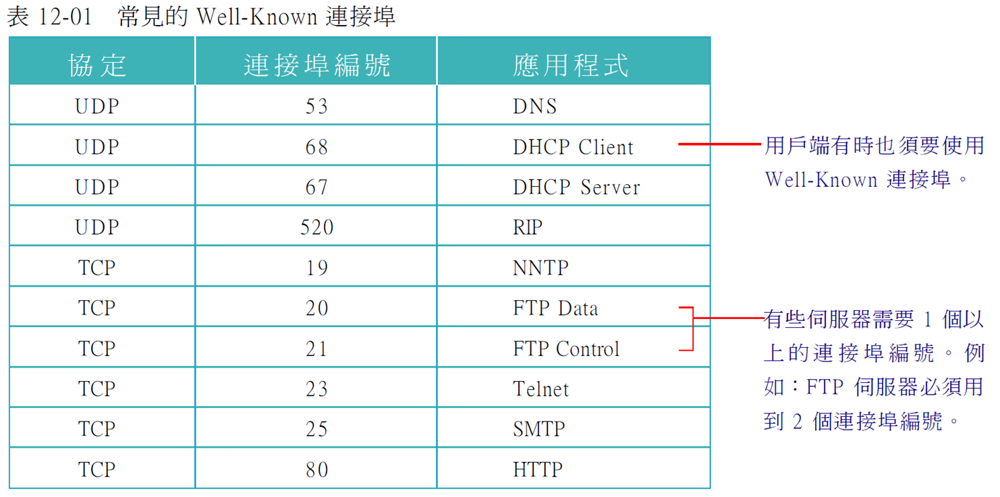 表 12-01 常見的 Well-Known 連接埠
協定 連接埠編號 應用程式
UDP 53 DNS
UDP 68 DHCP Client
用戶端有時也須要使用
Well-Known 連接埠。
UDP 67 DHCP Server
UDP 520 RIP
TCP 19 NNTP
TCP 20 FTP Data
TCP 21 FTP Control
有些伺服器需要 1 個以
上的連接埠編號。例
如：FTP 伺服器必須用
到 2 個連接埠編號。
TCP 23 Telnet
TCP 25 SMTP
TCP 80 HTTP